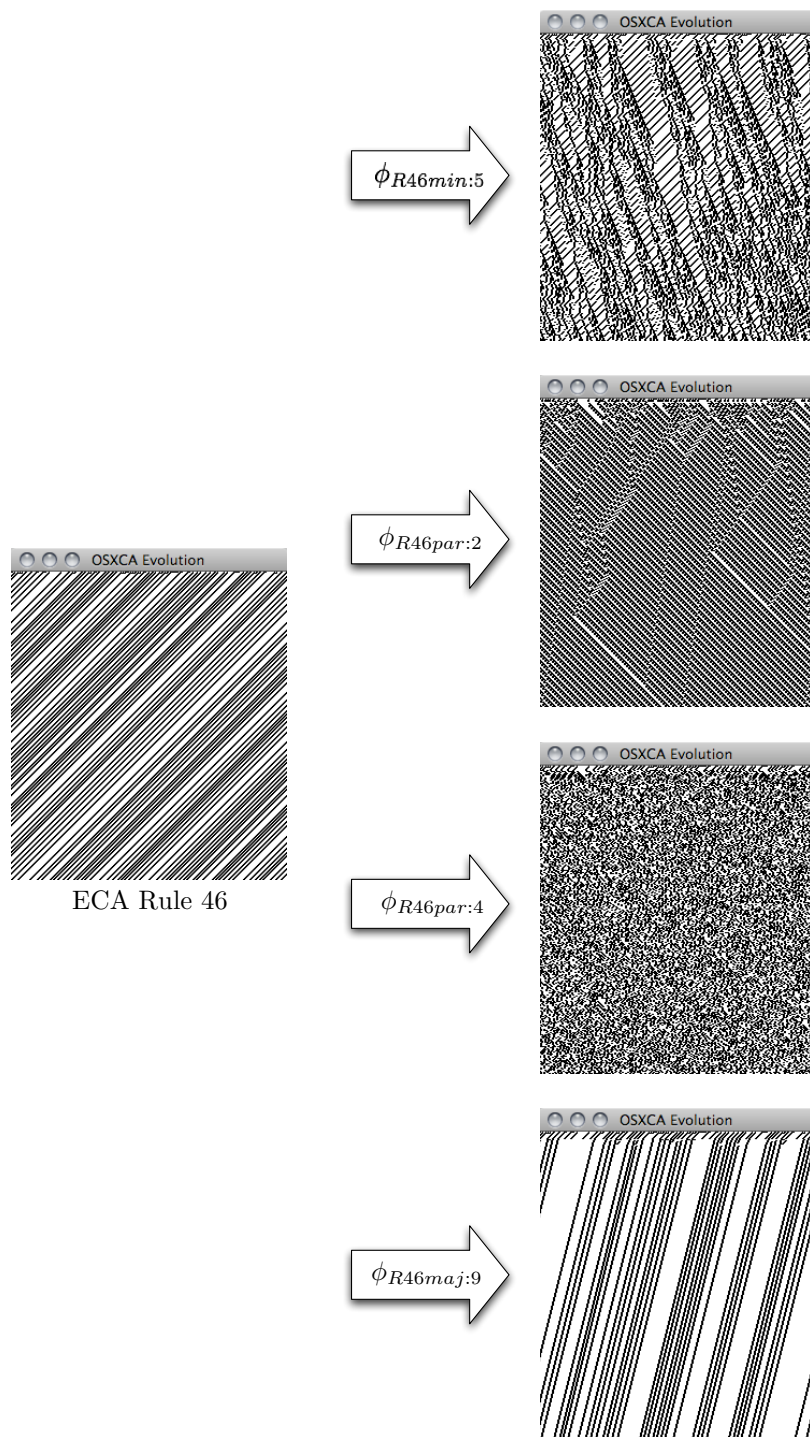 OSXCA Evolution
ϕR46min:5
OSXCA Evolution
ϕR46par:2
OSXCA Evolution
ECA Rule 46
OSXCA Evolution
ϕR46par:4
OSXCA Evolution
ϕR46maj:9